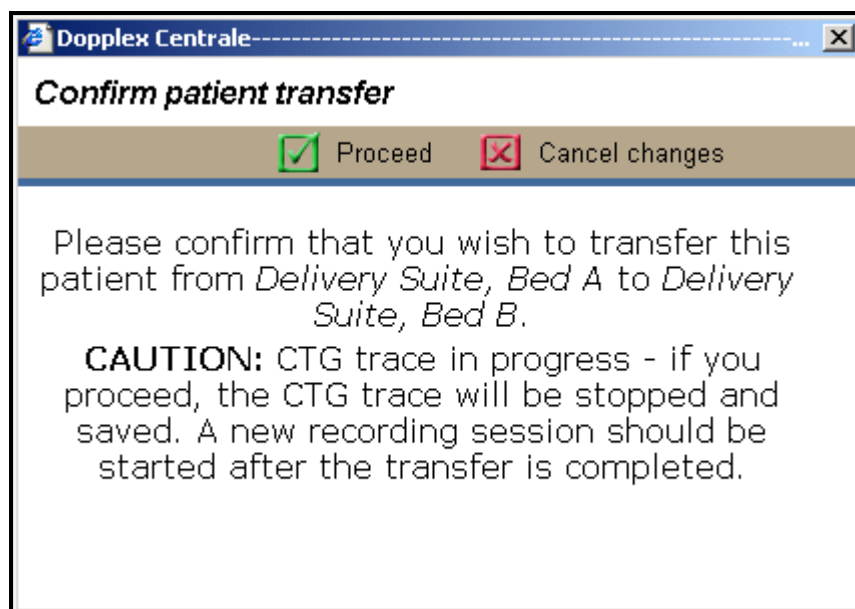 Dopplex Centrale------------------------------------------------------...
Confirm patient transfer
Proceed Cancel changes
Please confirm that you wish to transfer this
patient from Delivery Suite, Bed A to Delivery
Suite, Bed B.
CAUTION: CTG trace in progress - if you
proceed, the CTG trace will be stopped and
saved. A new recording session should be
started after the transfer is completed.